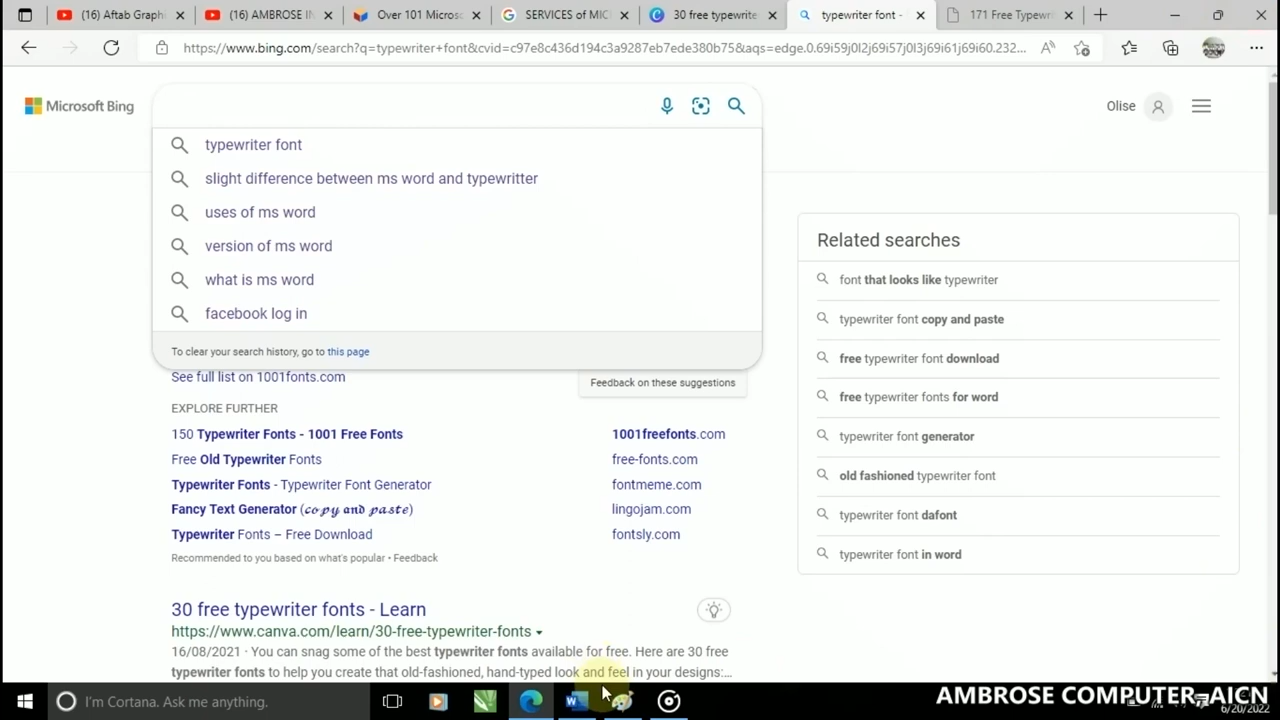 (16) Aftab Graphi
(16) AMBROSE IN
Over 101 Micros
SERVICES of MIC
30 free typewrite
typewriter font -
171 Free Typewri
https://www.bing.com/search?q=typewriter+font&cvid=c97e8c436d194c3a9287eb7ede380b75&aqs=edge.0.69i59j0l2j69i57j0l3j69i61j69i60.232...
Microsoft Bing
Olise
typewriter font
slight difference between ms word and typewritter
uses of ms word
version of ms word
what is ms word
facebook log in
To clear your search history, go to this page
Feedback on these suggestions
See full list on 1001fonts.com
EXPLORE FURTHER
150 Typewriter Fonts - 1001 Free Fonts 1001freefonts.com
Free Old Typewriter Fonts free-fonts.com
Typewriter Fonts - Typewriter Font Generator fontmeme.com
Fancy Text Generator (𝓬𝓸𝓹𝔂 𝖆𝖓𝖉 𝓹𝓪𝓼𝓽𝓮) lingojam.com
Typewriter Fonts – Free Download fontsly.com
Recommended to you based on what's popular • Feedback
30 free typewriter fonts - Learn
https://www.canva.com/learn/30-free-typewriter-fonts
16/08/2021 · You can snag some of the best typewriter fonts available for free. Here are 30 free
typewriter fonts to help you create that old-fashioned, hand-typed look and feel in your designs:...
Related searches
font that looks like typewriter
typewriter font copy and paste
free typewriter font download
free typewriter fonts for word
typewriter font generator
old fashioned typewriter font
typewriter font dafont
typewriter font in word
I'm Cortana. Ask me anything.
AMBROSE COMPUTER_AICN
6/20/2022